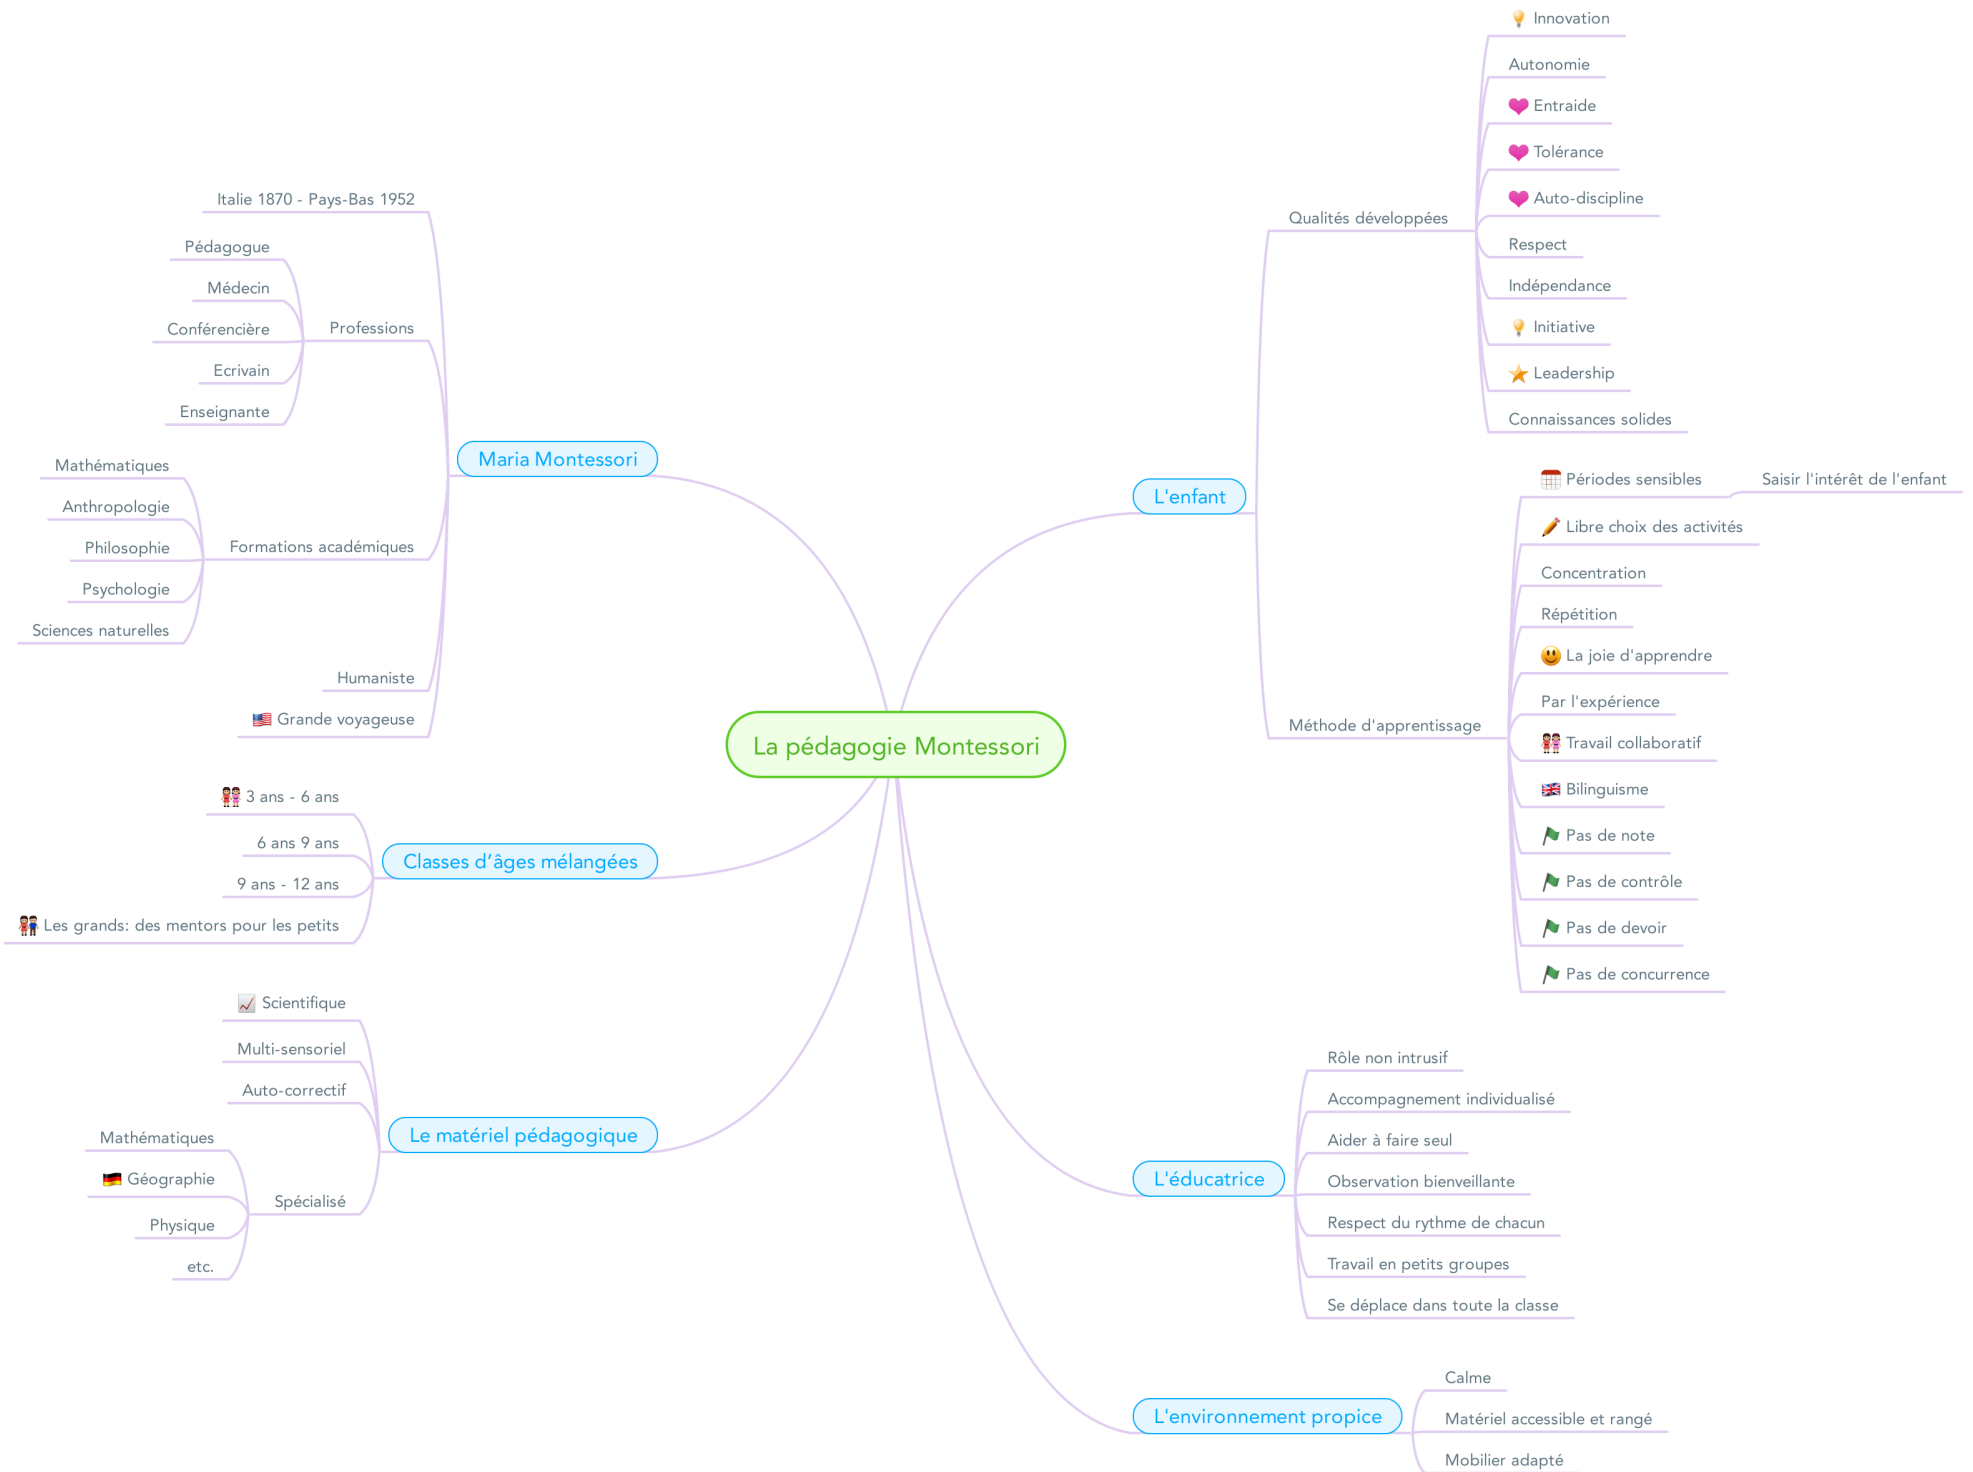 La pédagogie Montessori
Maria Montessori
Italie 1870 - Pays-Bas 1952
Professions
Pédagogue
Médecin
Conférencière
Ecrivain
Enseignante
Formations académiques
Mathématiques
Anthropologie
Philosophie
Psychologie
Sciences naturelles
Humaniste
Grande voyageuse
Classes d’âges mélangées
3 ans - 6 ans
6 ans 9 ans
9 ans - 12 ans
Les grands: des mentors pour les petits
Le matériel pédagogique
Scientifique
Multi-sensoriel
Auto-correctif
Spécialisé
Mathématiques
Géographie
Physique
etc.
L'enfant
Qualités développées
Innovation
Autonomie
Entraide
Tolérance
Auto-discipline
Respect
Indépendance
Initiative
Leadership
Connaissances solides
Méthode d'apprentissage
Périodes sensibles
Saisir l'intérêt de l'enfant
Libre choix des activités
Concentration
Répétition
La joie d'apprendre
Par l'expérience
Travail collaboratif
Bilinguisme
Pas de note
Pas de contrôle
Pas de devoir
Pas de concurrence
L'éducatrice
Rôle non intrusif
Accompagnement individualisé
Aider à faire seul
Observation bienveillante
Respect du rythme de chacun
Travail en petits groupes
Se déplace dans toute la classe
L'environnement propice
Calme
Matériel accessible et rangé
Mobilier adapté